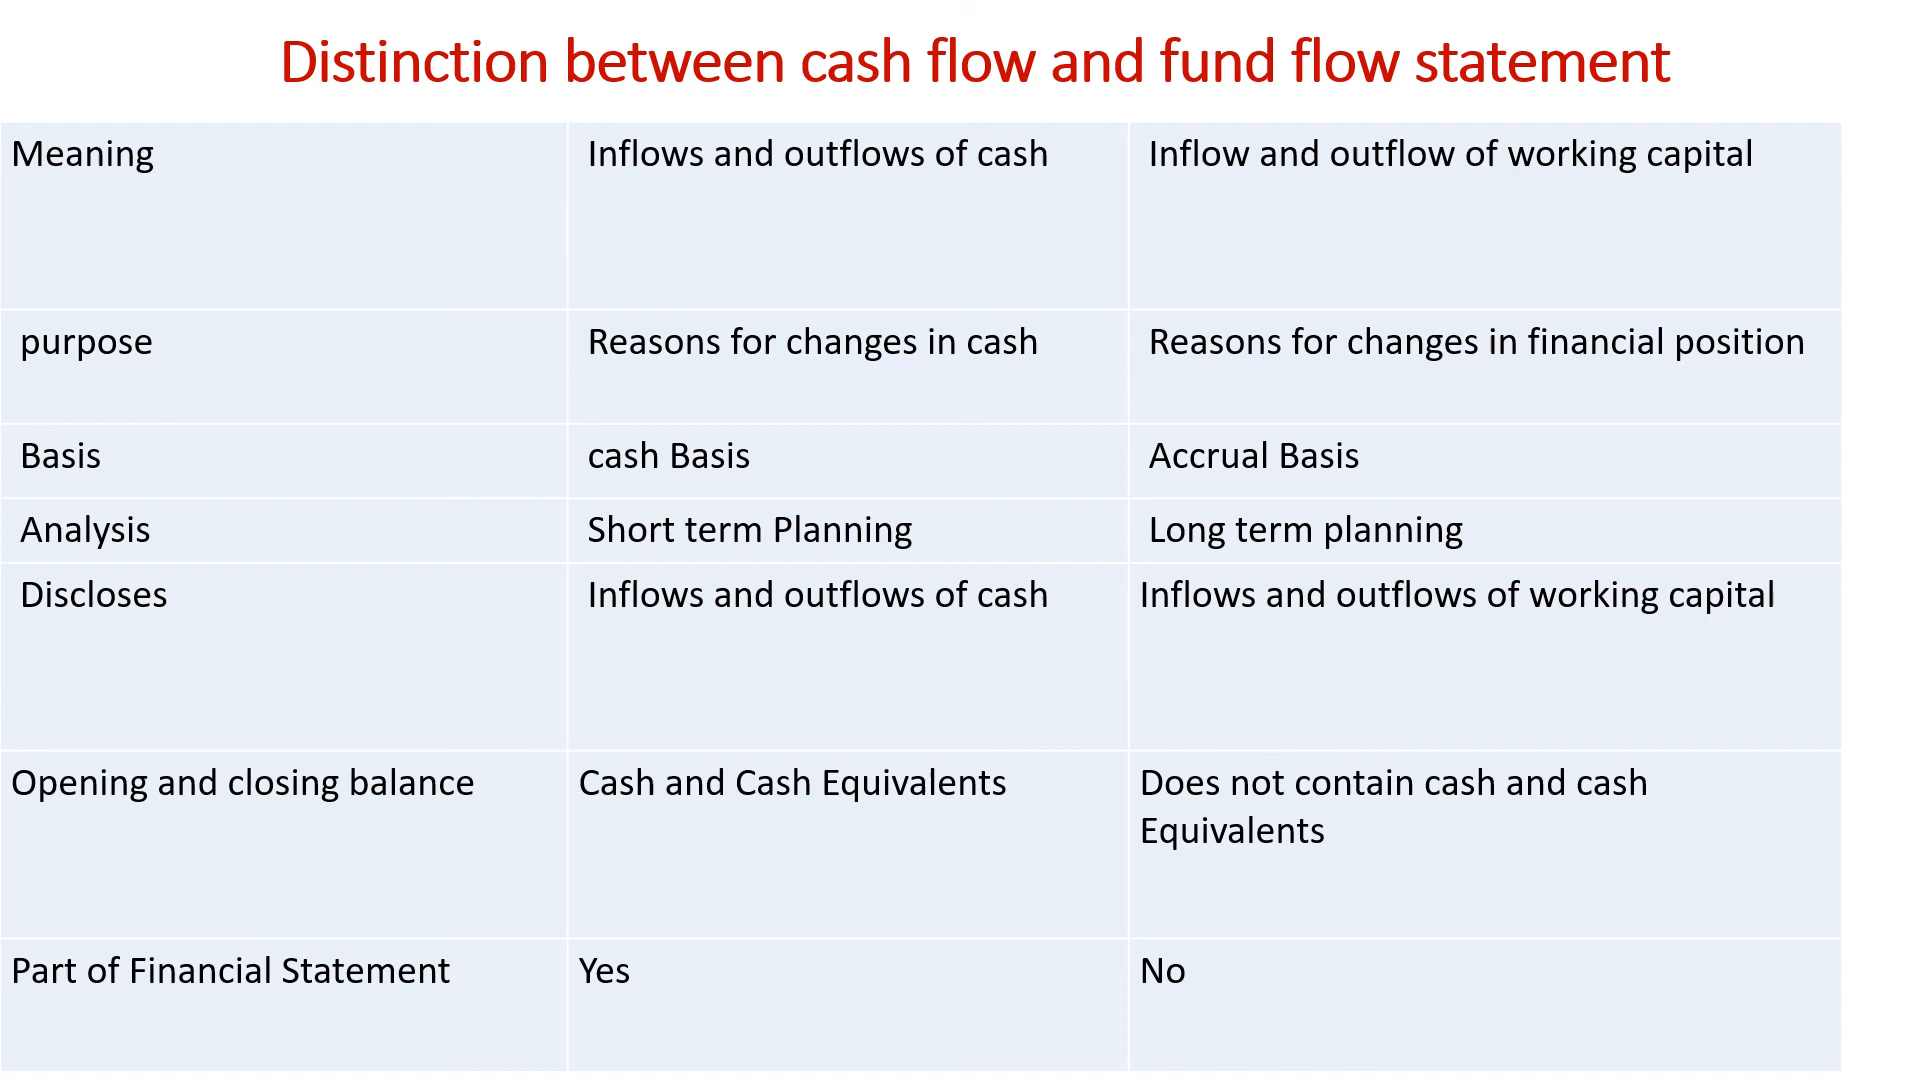 Distinction between cash flow and fund flow statement
Meaning
Inflows and outflows of cash
Inflow and outflow of working capital
purpose
Reasons for changes in cash
Reasons for changes in financial position
Basis
cash Basis
Accrual Basis
Analysis
Short term Planning
Long term planning
Discloses
Inflows and outflows of cash
Inflows and outflows of working capital
Opening and closing balance
Cash and Cash Equivalents
Does not contain cash and cash
Equivalents
Part of Financial Statement
Yes
No